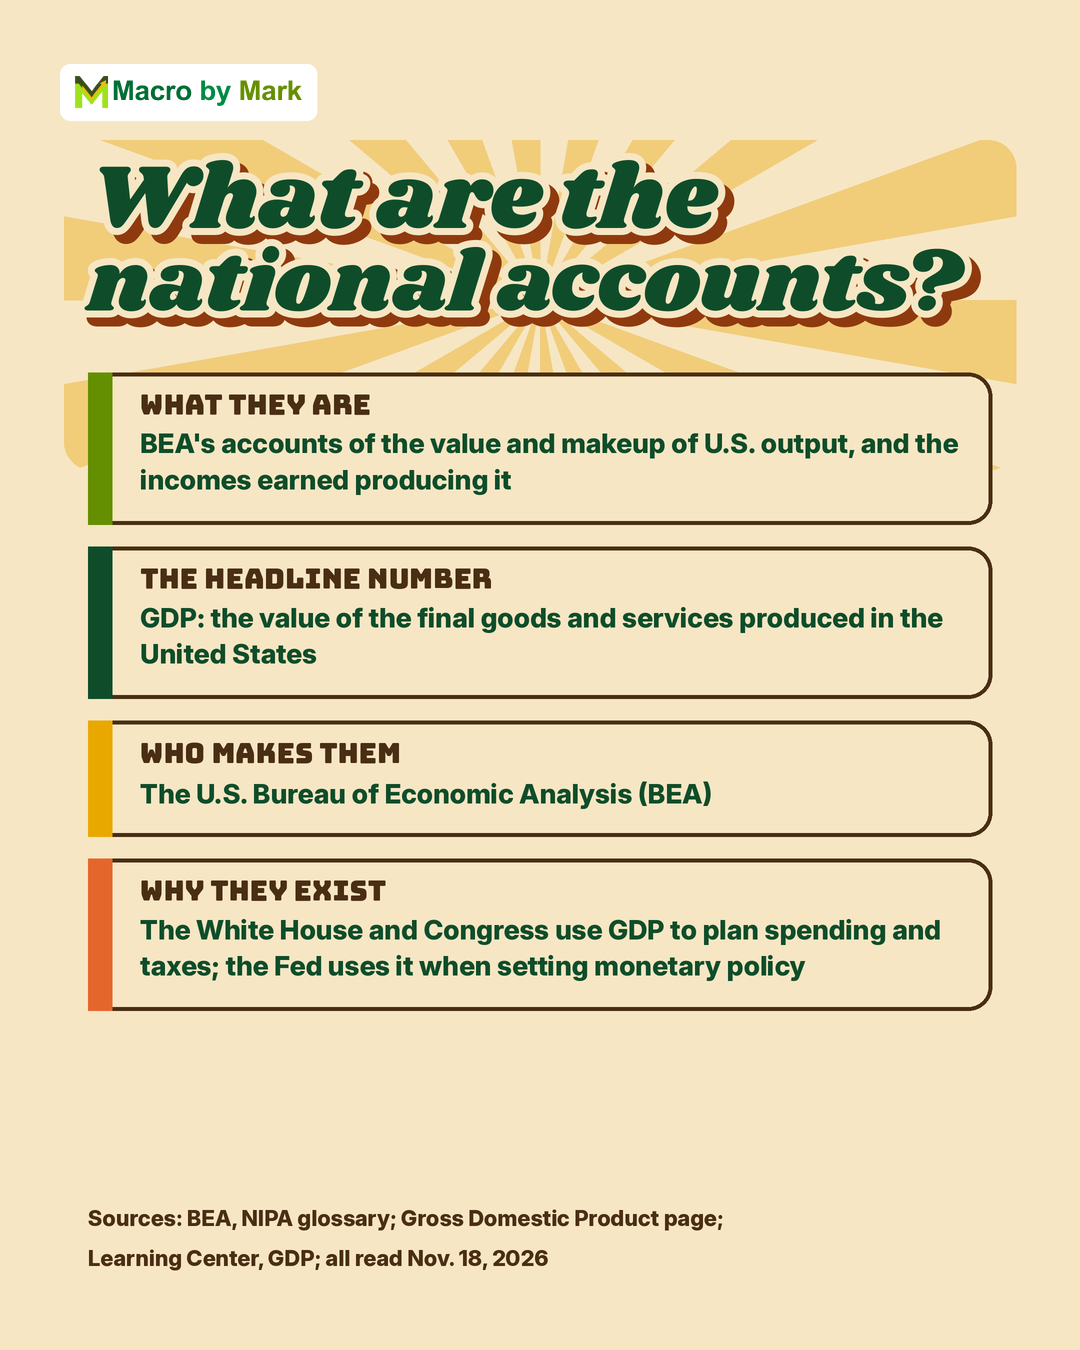 Macro by Mark
What are the
national accounts?
WHAT THEY ARE
BEA's accounts of the value and makeup of U.S. output, and the
incomes earned producing it
THE HEADLINE NUMBER
GDP: the value of the final goods and services produced in the
United States
WHO MAKES THEM
The U.S. Bureau of Economic Analysis (BEA)
WHY THEY EXIST
The White House and Congress use GDP to plan spending and
taxes; the Fed uses it when setting monetary policy
Sources: BEA, NIPA glossary; Gross Domestic Product page;
Learning Center, GDP; all read Nov. 18, 2026